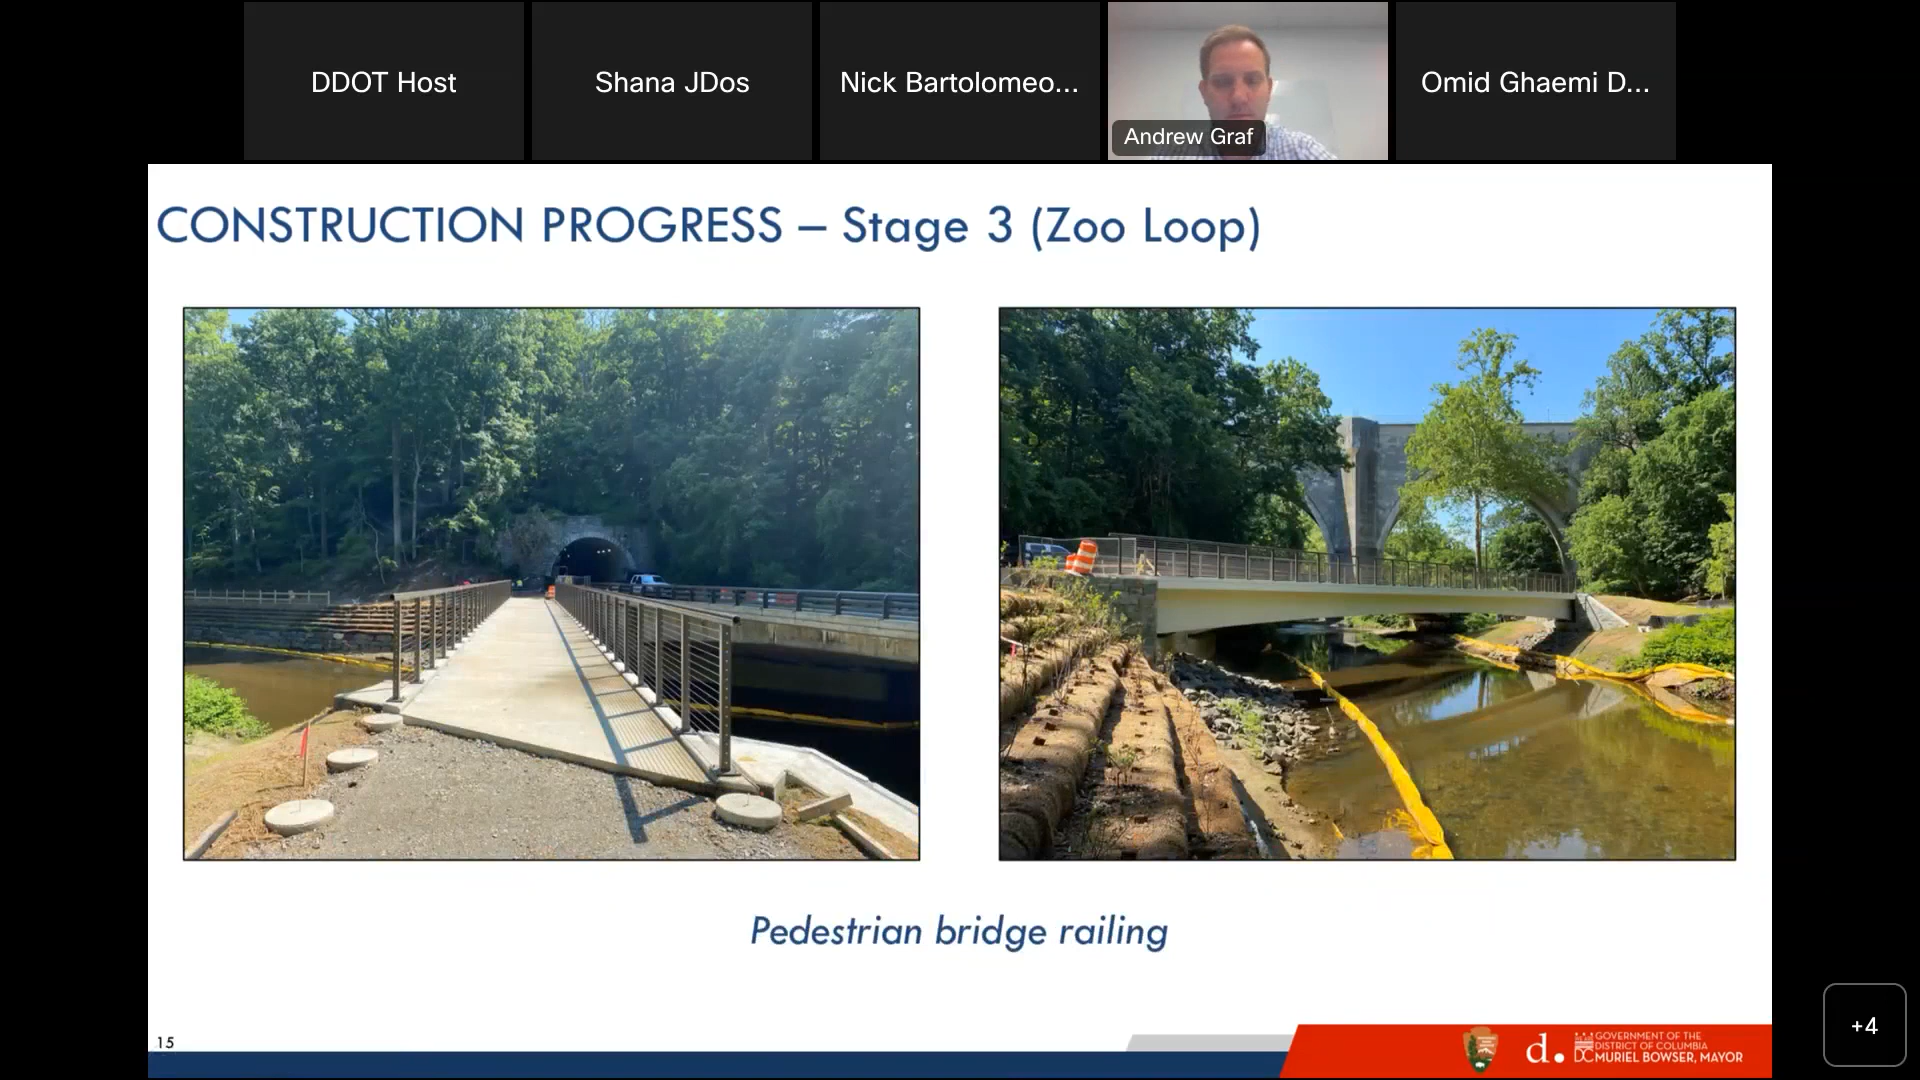 DDOT Host
Shana JDos
Nick Bartolomeo...
Andrew Graf
Omid Ghaemi D...
CONSTRUCTION PROGRESS – Stage 3 (Zoo Loop)
Pedestrian bridge railing
15
d.
GOVERNMENT OF THE
DISTRICT OF COLUMBIA
DC MURIEL BOWSER, MAYOR
+4